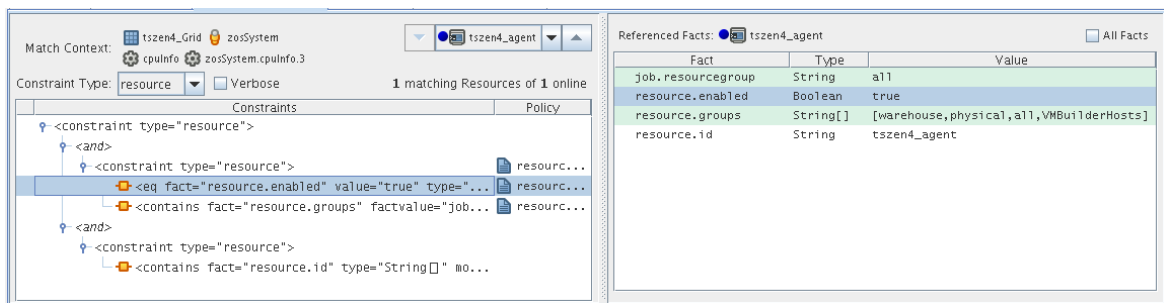 Match Context: tszen4_Grid zosSystem
cpuInfo zosSystem.cpuInfo.3
tszen4_agent
Constraint Type: resource Verbose 1 matching Resources of 1 online
Constraints Policy
<constraint type="resource">
<and>
<constraint type="resource"> resourc...
<eq fact="resource.enabled" value="true" type="... resourc...
<contains fact="resource.groups" factvalue="job... resourc...
<and>
<constraint type="resource">
<contains fact="resource.id" type="String[]" mo...
Referenced Facts: tszen4_agent All Facts
Fact Type Value
job.resourcegroup String all
resource.enabled Boolean true
resource.groups String[] [warehouse,physical,all,VMBuilderHosts]
resource.id String tszen4_agent